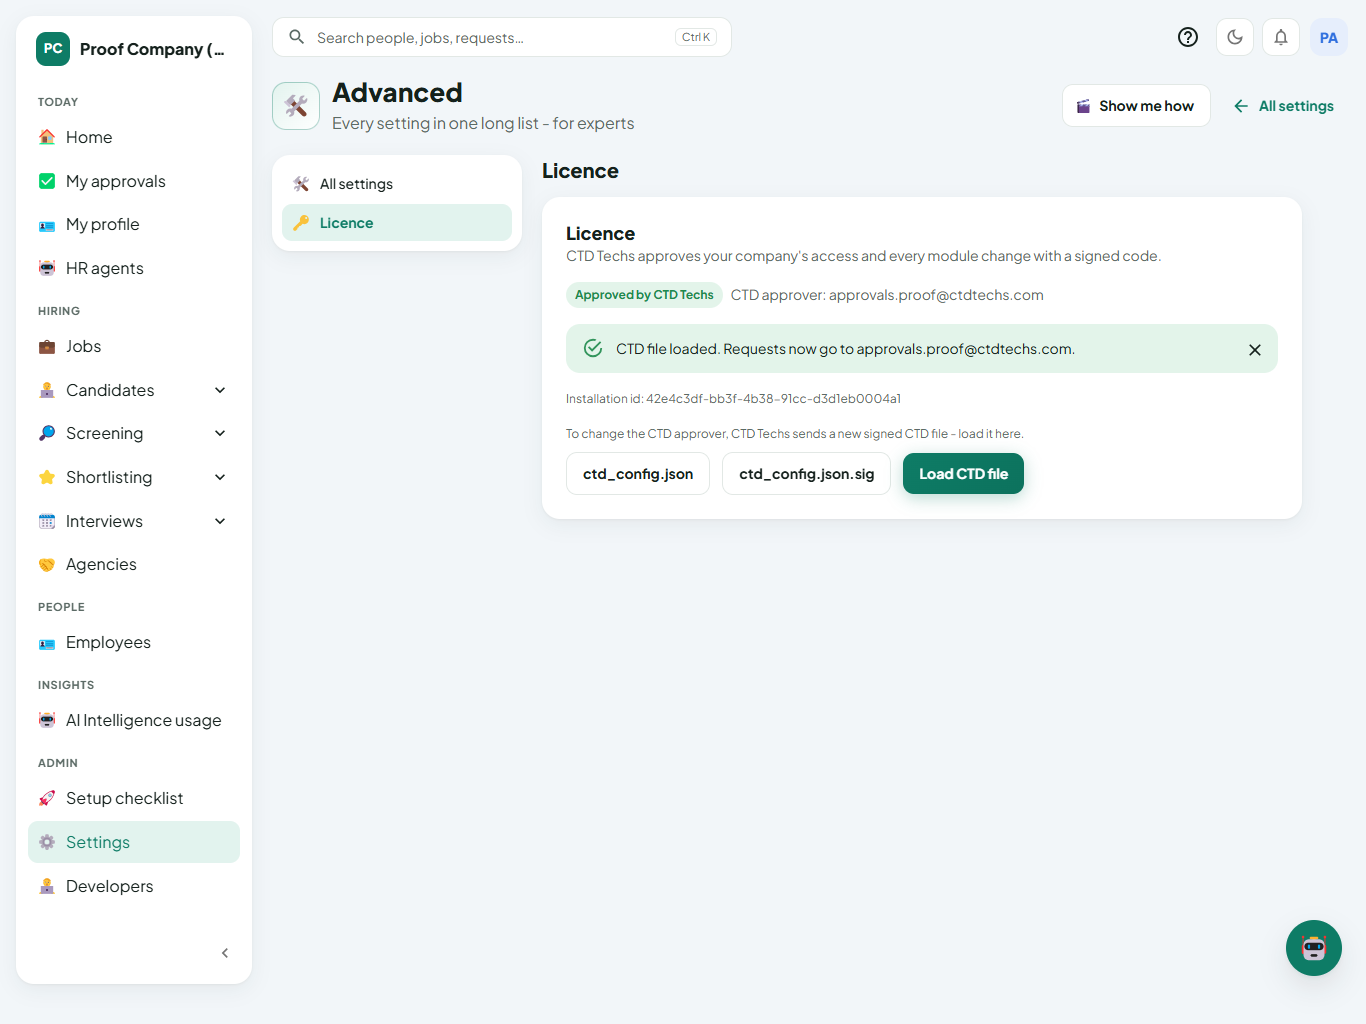 PC Proof Company (...
TODAY
Home
My approvals
My profile
HR agents
HIRING
Jobs
Candidates
Screening
Shortlisting
Interviews
Agencies
PEOPLE
Employees
INSIGHTS
AI Intelligence usage
ADMIN
Setup checklist
Settings
Developers
Search people, jobs, requests... Ctrl K
PA
Advanced
Every setting in one long list - for experts
Show me how
All settings
All settings
Licence
Licence
Licence
CTD Techs approves your company's access and every module change with a signed code.
Approved by CTD Techs CTD approver: approvals.proof@ctdtechs.com
CTD file loaded. Requests now go to approvals.proof@ctdtechs.com.
Installation id: 42e4c3df-bb3f-4b38-91cc-d3d1eb0004a1
To change the CTD approver, CTD Techs sends a new signed CTD file - load it here.
ctd_config.json ctd_config.json.sig Load CTD file